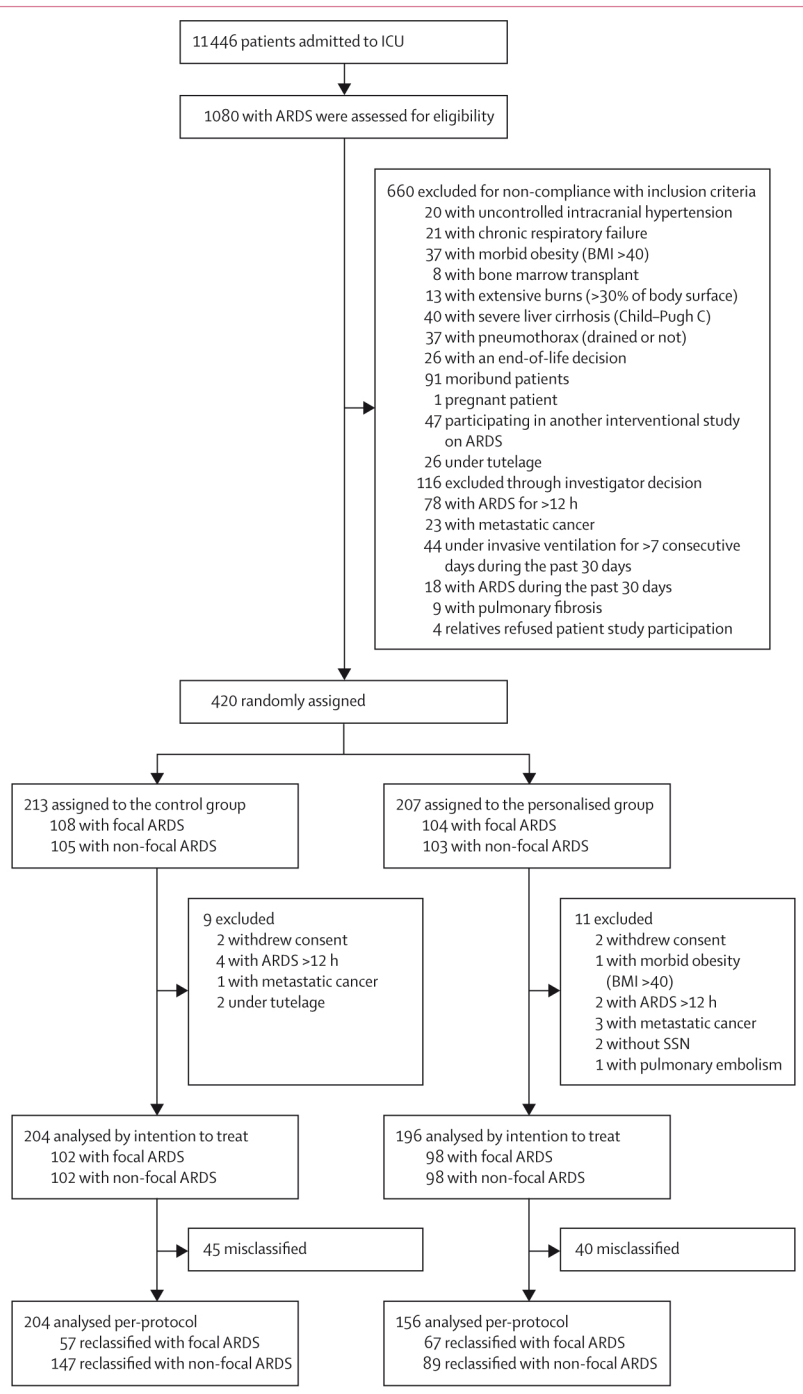 11 446 patients admitted to ICU
1080 with ARDS were assessed for eligibility
660 excluded for non-compliance with inclusion criteria
20 with uncontrolled intracranial hypertension
21 with chronic respiratory failure
37 with morbid obesity (BMI >40)
8 with bone marrow transplant
13 with extensive burns (>30% of body surface)
40 with severe liver cirrhosis (Child–Pugh C)
37 with pneumothorax (drained or not)
26 with an end-of-life decision
91 moribund patients
1 pregnant patient
47 participating in another interventional study
on ARDS
26 under tutelage
116 excluded through investigator decision
78 with ARDS for >12 h
23 with metastatic cancer
44 under invasive ventilation for >7 consecutive
days during the past 30 days
18 with ARDS during the past 30 days
9 with pulmonary fibrosis
4 relatives refused patient study participation
420 randomly assigned
213 assigned to the control group
108 with focal ARDS
105 with non-focal ARDS
207 assigned to the personalised group
104 with focal ARDS
103 with non-focal ARDS
9 excluded
2 withdrew consent
4 with ARDS >12 h
1 with metastatic cancer
2 under tutelage
11 excluded
2 withdrew consent
1 with morbid obesity
(BMI >40)
2 with ARDS >12 h
3 with metastatic cancer
2 without SSN
1 with pulmonary embolism
204 analysed by intention to treat
102 with focal ARDS
102 with non-focal ARDS
196 analysed by intention to treat
98 with focal ARDS
98 with non-focal ARDS
45 misclassified
40 misclassified
204 analysed per-protocol
57 reclassified with focal ARDS
147 reclassified with non-focal ARDS
156 analysed per-protocol
67 reclassified with focal ARDS
89 reclassified with non-focal ARDS